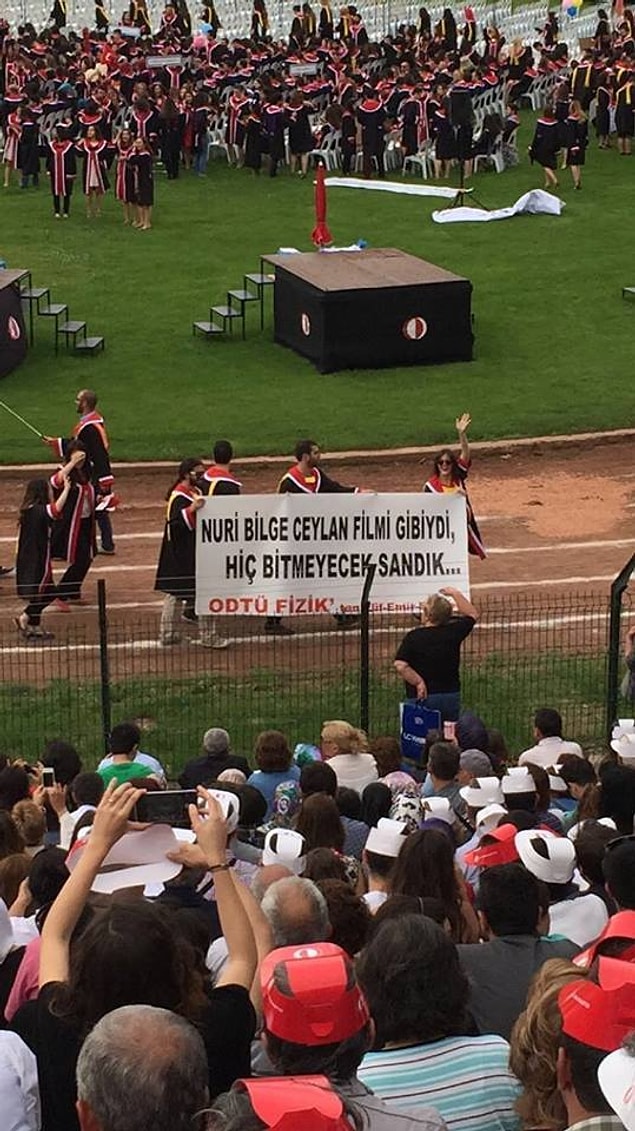 NURİ BİLGE CEYLAN FİLMİ GİBİYDİ,
HİÇ BİTMEYECEK SANDIK...
ODTÜ FİZİK'